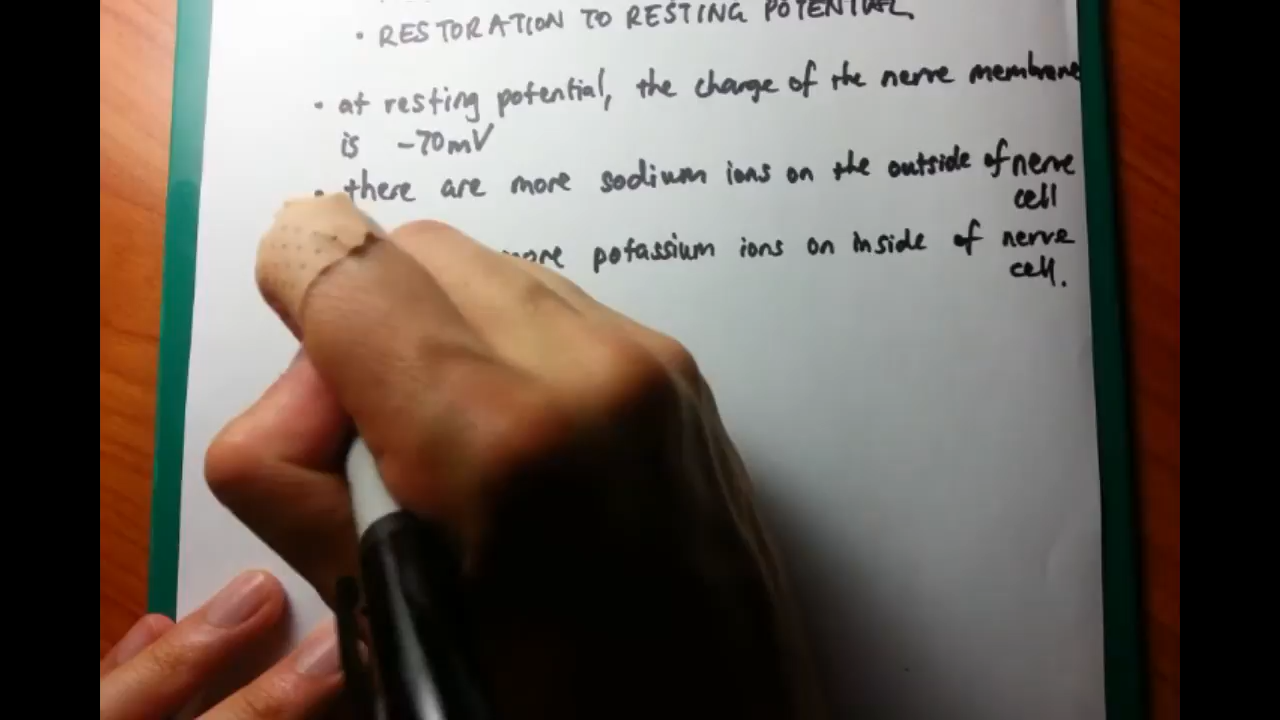 • RESTORATION TO RESTING POTENTIAL
• at resting potential, the charge of the nerve membrane
is -70mV
• there are more sodium ions on the outside of nerve
cell
more potassium ions on inside of nerve
cell.